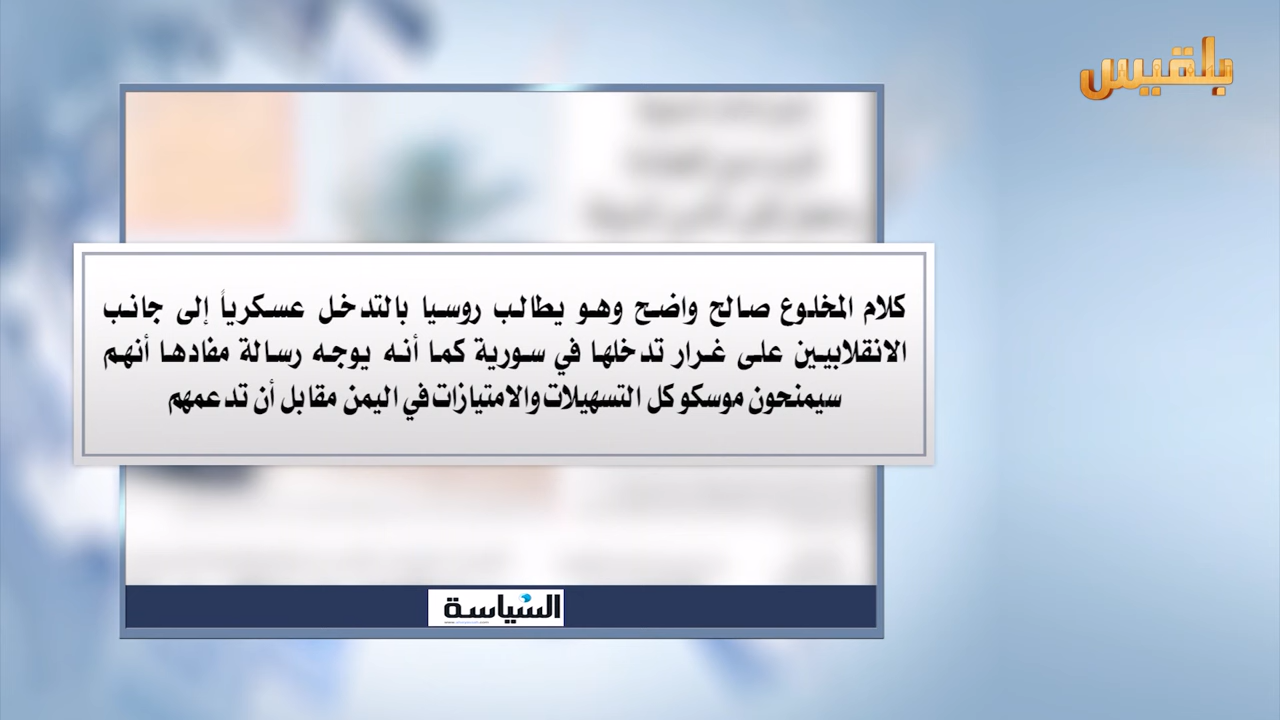 بلقيس
كلام المخلوع صالح واضح وهو يطالب روسيا بالتدخل عسكرياً إلى جانب
الانقلابيين على غرار تدخلها في سورية كما أنه يوجه رسالة مفادها أنهم
سيمنحون موسكو كل التسهيلات والامتيازات في اليمن مقابل أن تدعمهم
السياسة